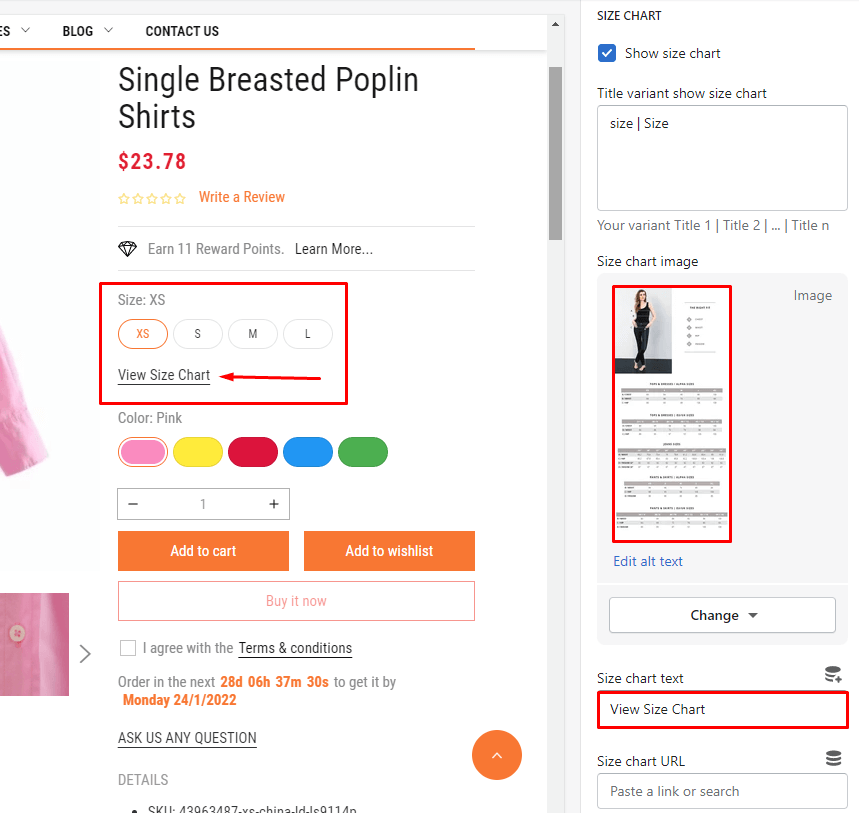 ES
BLOG
CONTACT US
Single Breasted Poplin
Shirts
$23.78
Write a Review
Earn 11 Reward Points. Learn More...
Size: XS
XS S M L
View Size Chart
Color: Pink
− 1 +
Add to cart
Add to wishlist
Buy it now
I agree with the Terms & conditions
Order in the next 28d 06h 37m 30s to get it by
Monday 24/1/2022
ASK US ANY QUESTION
DETAILS
SKU: 43963487-xs-china-ld-ls9114p
SIZE CHART
Show size chart
Title variant show size chart
size | Size
Your variant Title 1 | Title 2 | ... | Title n
Size chart image
Image
Edit alt text
Change
Size chart text
View Size Chart
Size chart URL
Paste a link or search